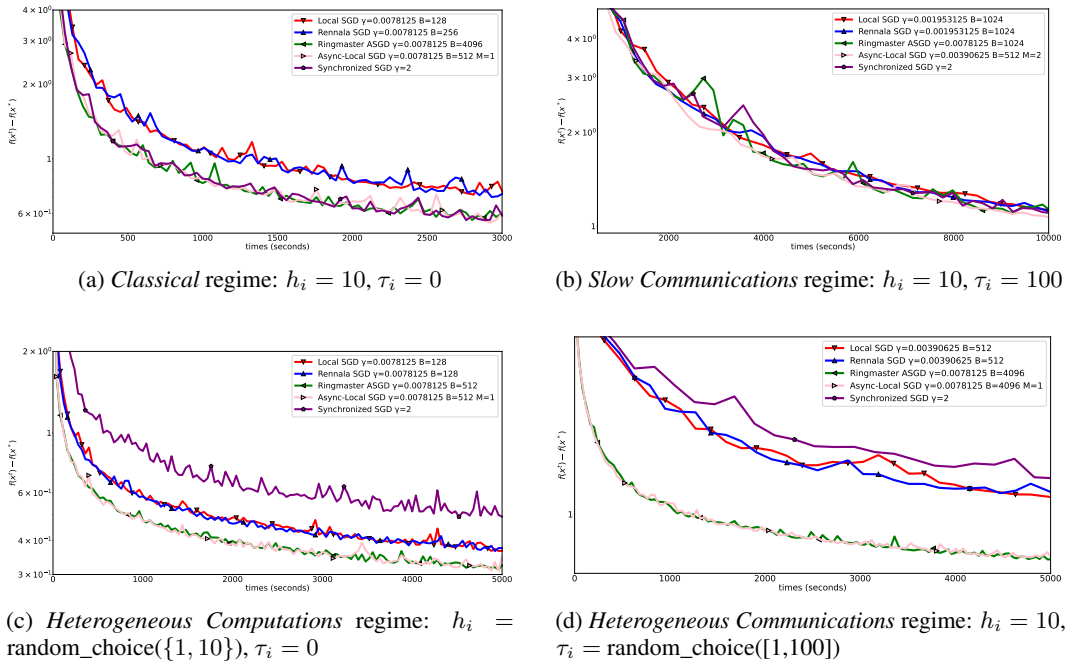 4 × 10⁰
3 × 10⁰
2 × 10⁰
1
6 × 10⁻¹
f(xᵗ) − f(x*)
Local SGD γ=0.0078125 B=128
Rennala SGD γ=0.0078125 B=256
Ringmaster ASGD γ=0.0078125 B=4096
Async-Local SGD γ=0.0078125 B=512 M=1
Synchronized SGD γ=2
0 500 1000 1500 2000 2500 3000
times (seconds)
(a) Classical regime: hᵢ = 10, τᵢ = 0
3 × 10⁰
2 × 10⁰
1
f(xᵗ) − f(x*)
Local SGD γ=0.001953125 B=1024
Rennala SGD γ=0.001953125 B=1024
Ringmaster ASGD γ=0.0078125 B=1024
Async-Local SGD γ=0.00390625 B=512 M=2
Synchronized SGD γ=2
2000 4000 6000 8000 10000
times (seconds)
(b) Slow Communications regime: hᵢ = 10, τᵢ = 100
2 × 10⁰
1
6 × 10⁻¹
4 × 10⁻¹
3 × 10⁻¹
f(xᵗ) − f(x*)
Local SGD γ=0.0078125 B=128
Rennala SGD γ=0.0078125 B=128
Ringmaster ASGD γ=0.0078125 B=512
Async-Local SGD γ=0.0078125 B=512 M=1
Synchronized SGD γ=2
0 1000 2000 3000 4000 5000
times (seconds)
(c) Heterogeneous Computations regime: hᵢ =
random_choice({1, 10}), τᵢ = 0
1
f(xᵗ) − f(x*)
Local SGD γ=0.00390625 B=512
Rennala SGD γ=0.00390625 B=512
Ringmaster ASGD γ=0.0078125 B=4096
Async-Local SGD γ=0.0078125 B=4096 M=1
Synchronized SGD γ=2
0 1000 2000 3000 4000 5000
times (seconds)
(d) Heterogeneous Communications regime: hᵢ = 10,
τᵢ = random_choice([1,100])